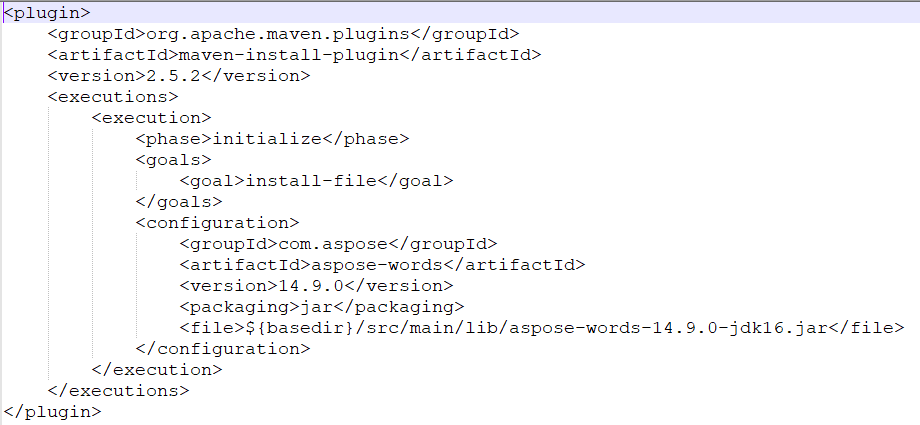 <plugin>
    <groupId>org.apache.maven.plugins</groupId>
    <artifactId>maven-install-plugin</artifactId>
    <version>2.5.2</version>
    <executions>
        <execution>
            <phase>initialize</phase>
            <goals>
                <goal>install-file</goal>
            </goals>
            <configuration>
                <groupId>com.aspose</groupId>
                <artifactId>aspose-words</artifactId>
                <version>14.9.0</version>
                <packaging>jar</packaging>
                <file>${basedir}/src/main/lib/aspose-words-14.9.0-jdk16.jar</file>
            </configuration>
        </execution>
    </executions>
</plugin>